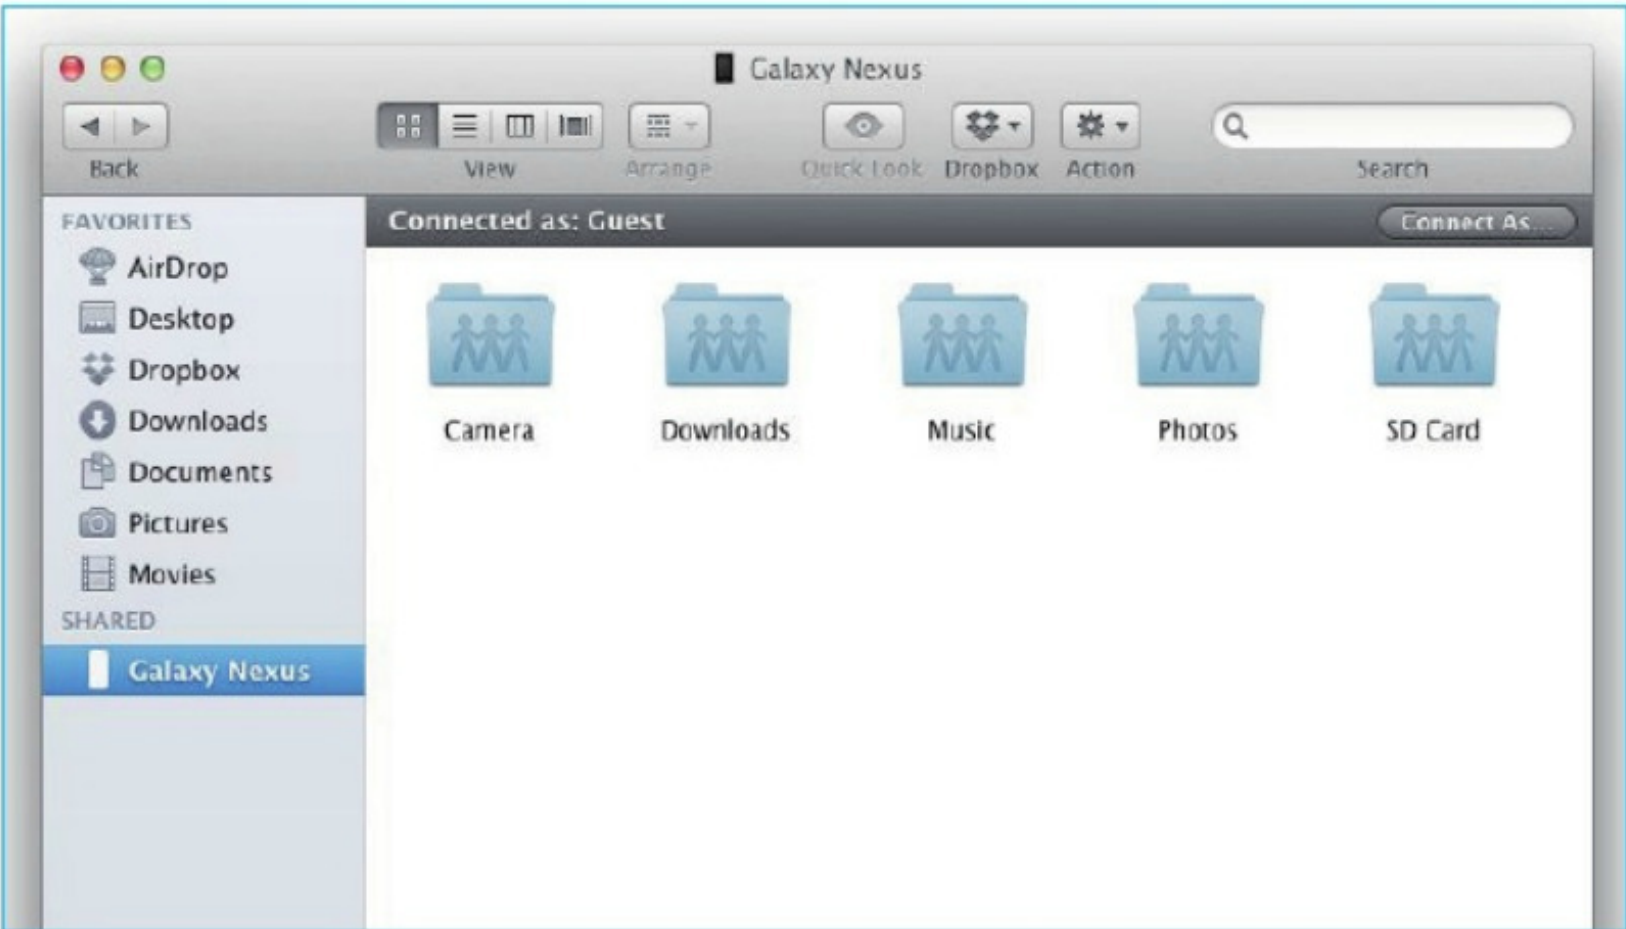 Galaxy Nexus
Back View Arrange Quick Look Dropbox Action Search
FAVORITES
AirDrop
Desktop
Dropbox
Downloads
Documents
Pictures
Movies
SHARED
Galaxy Nexus
Connected as: Guest Connect As...
Camera Downloads Music Photos SD Card